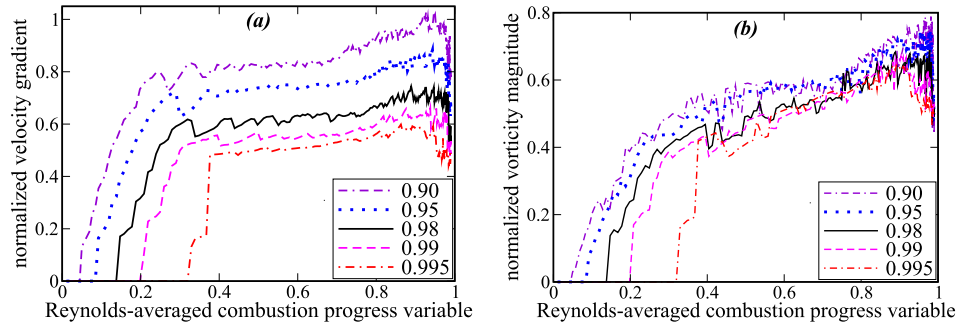 (a)
normalized velocity gradient
1
0.8
0.6
0.4
0.2
0
0.90
0.95
0.98
0.99
0.995
0 0.2 0.4 0.6 0.8 1
Reynolds-averaged combustion progress variable
(b)
normalized vorticity magnitude
0.8
0.6
0.4
0.2
0
0.90
0.95
0.98
0.99
0.995
0 0.2 0.4 0.6 0.8 1
Reynolds-averaged combustion progress variable